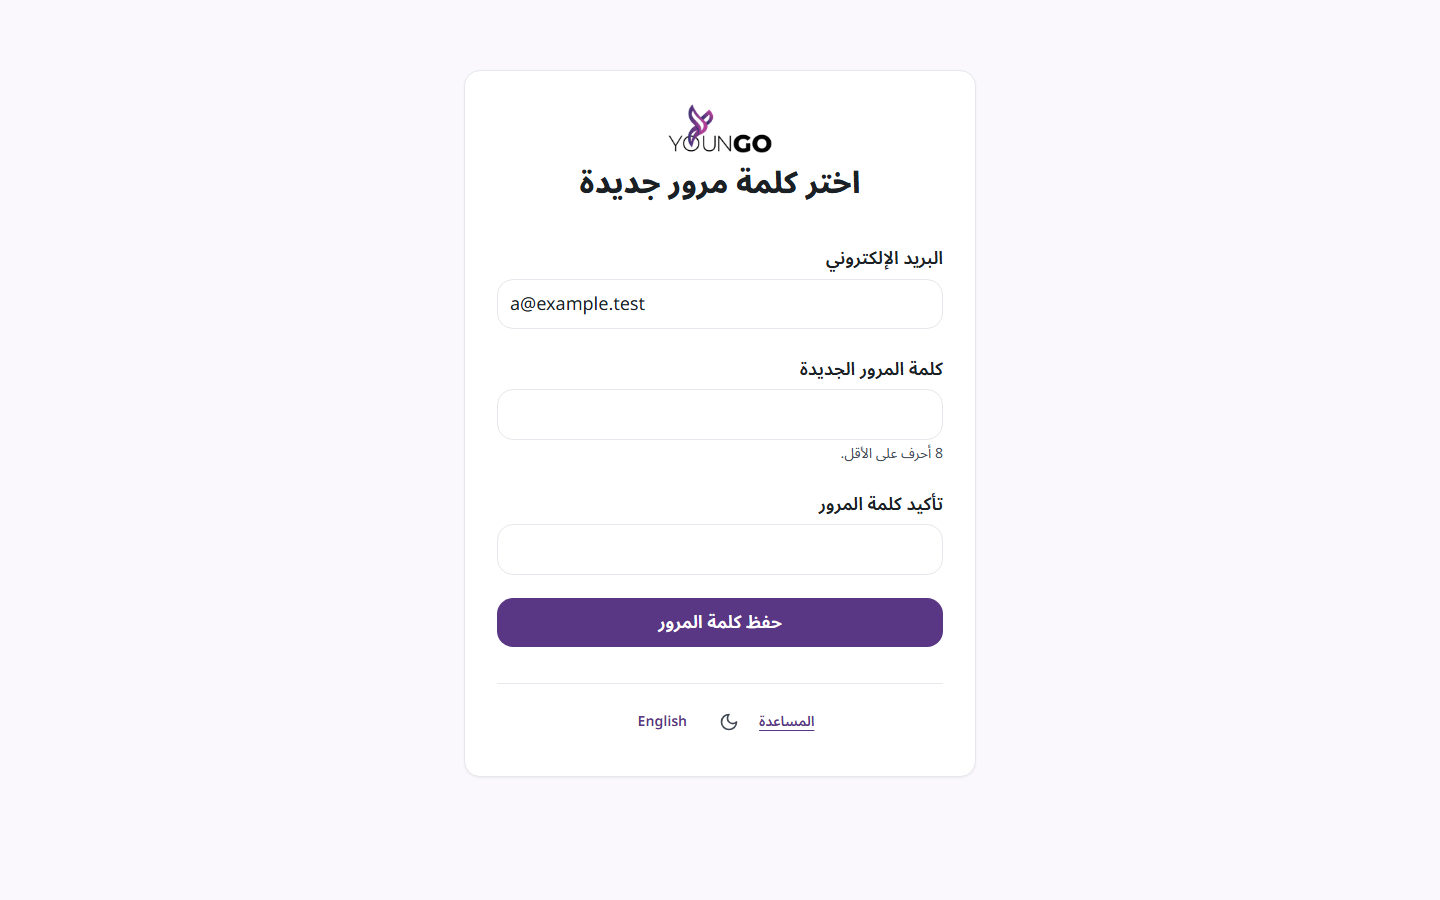 YOUNGO
اختر كلمة مرور جديدة
البريد الإلكتروني
a@example.test
كلمة المرور الجديدة
8 أحرف على الأقل.
تأكيد كلمة المرور
حفظ كلمة المرور
المساعدة English